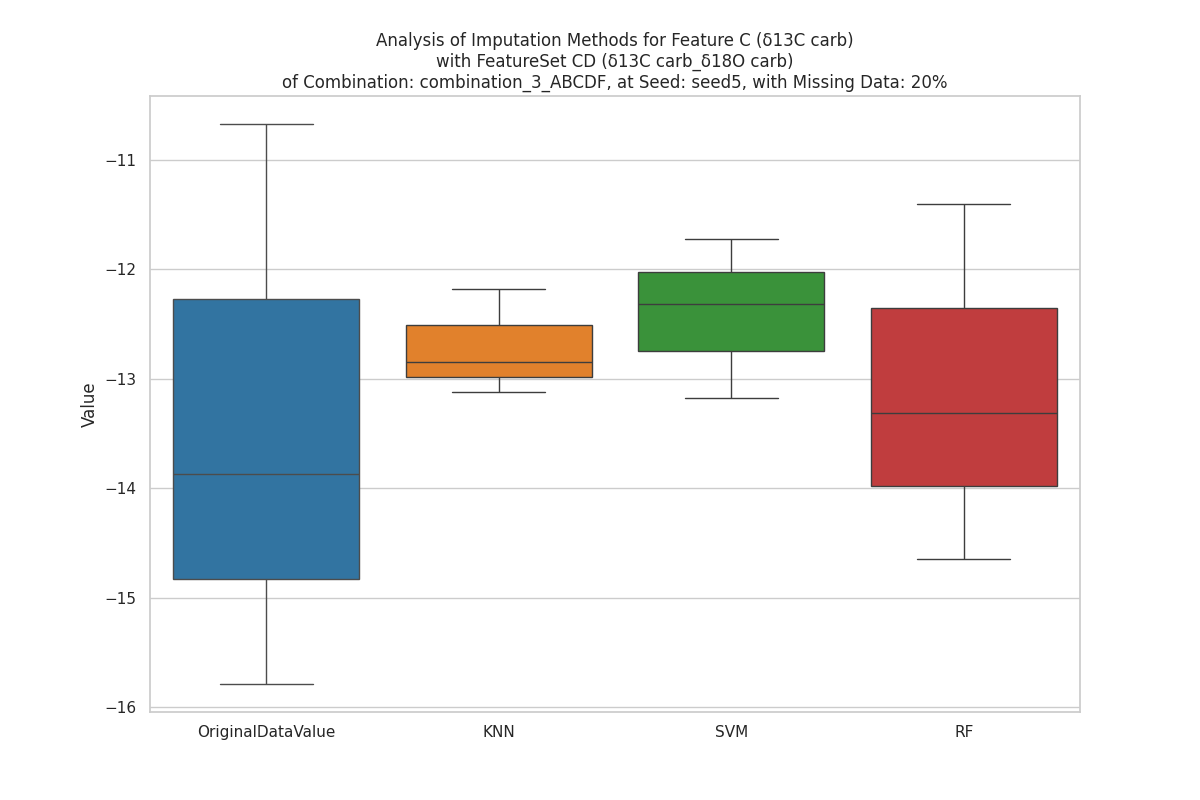 Analysis of Imputation Methods for Feature C (δ13C carb)
with FeatureSet CD (δ13C carb_δ18O carb)
of Combination: combination_3_ABCDF, at Seed: seed5, with Missing Data: 20%
Value
−11
−12
−13
−14
−15
−16
OriginalDataValue
KNN
SVM
RF